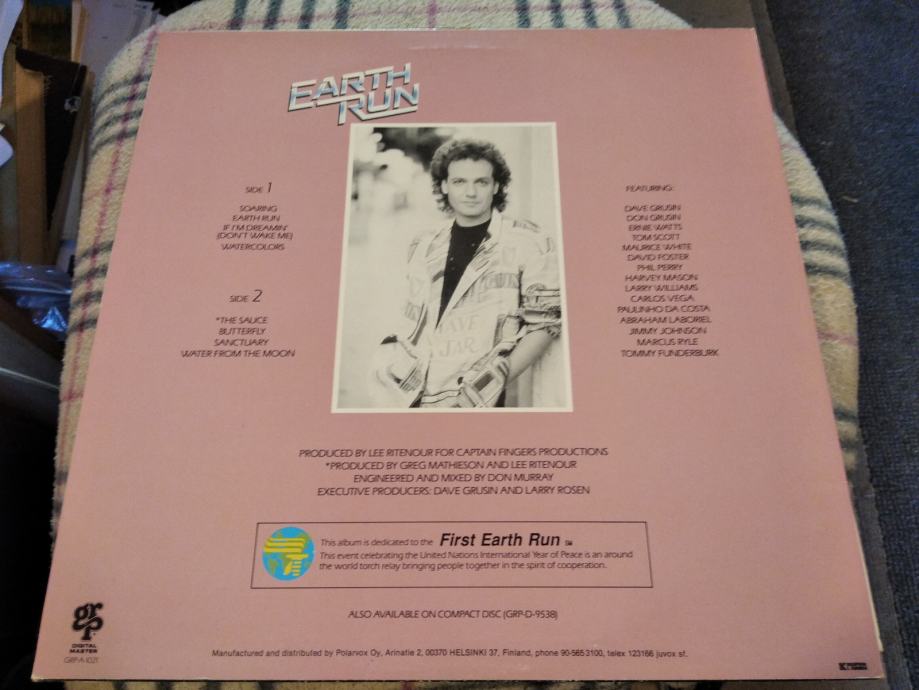 EARTH
RUN
SIDE 1
SOARING
EARTH RUN
IF I'M DREAMIN'
(DON'T WAKE ME)
WATERCOLORS
SIDE 2
*THE SAUCE
BUTTERFLY
SANCTUARY
WATER FROM THE MOON
FEATURING:
DAVE GRUSIN
DON GRUSIN
ERNIE WATTS
TOM SCOTT
MAURICE WHITE
DAVID FOSTER
PHIL PERRY
HARVEY MASON
LARRY WILLIAMS
CARLOS VEGA
PAULINHO DA COSTA
ABRAHAM LABORIEL
JIMMY JOHNSON
MARCUS RYLE
TOMMY FUNDERBURK
PRODUCED BY LEE RITENOUR FOR CAPTAIN FINGERS PRODUCTIONS
*PRODUCED BY GREG MATHIESON AND LEE RITENOUR
ENGINEERED AND MIXED BY DON MURRAY
EXECUTIVE PRODUCERS: DAVE GRUSIN AND LARRY ROSEN
This album is dedicated to the First Earth Run SM
This event celebrating the United Nations International Year of Peace is an around
the world torch relay bringing people together in the spirit of cooperation.
ALSO AVAILABLE ON COMPACT DISC (GRP-D-9538)
grp
DIGITAL
MASTER
GRP-A-1021
Manufactured and distributed by Polarvox Oy, Arinatie 2, 00370 HELSINKI 37, Finland, phone 90-565 3100, telex 123166 juvox sf.